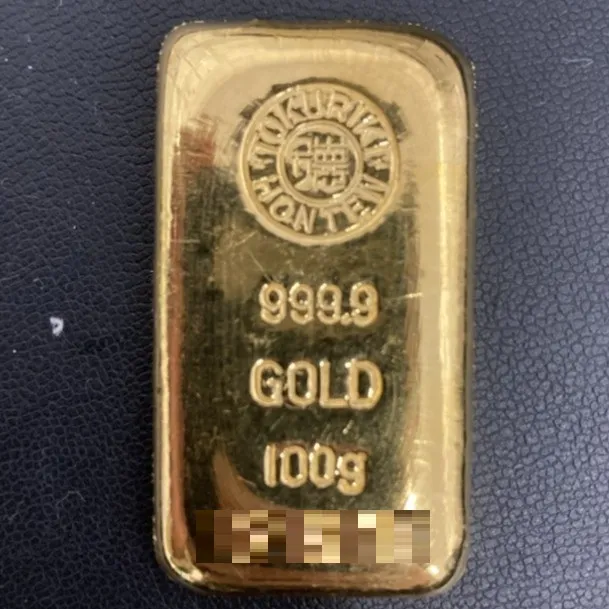 TOKURIKI
HONTEN
999.9
GOLD
100g